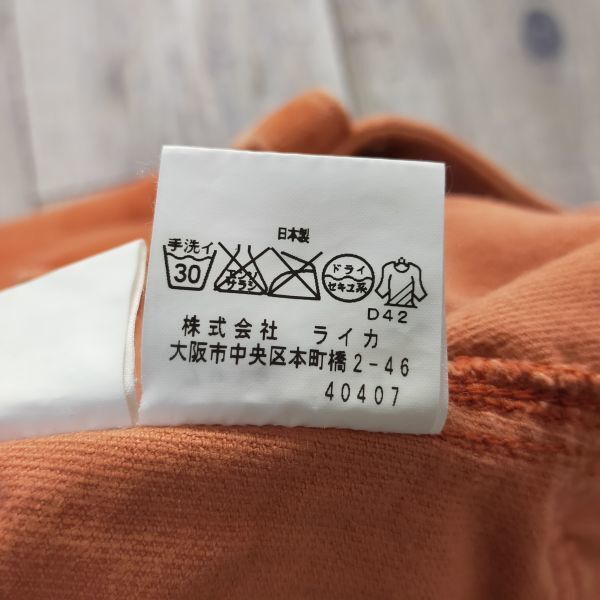 日本製
手洗イ
30
エンソ
サラシ
ドライ
セキユ系
D42
株式会社 ライカ
大阪市中央区本町橋2-46
40407